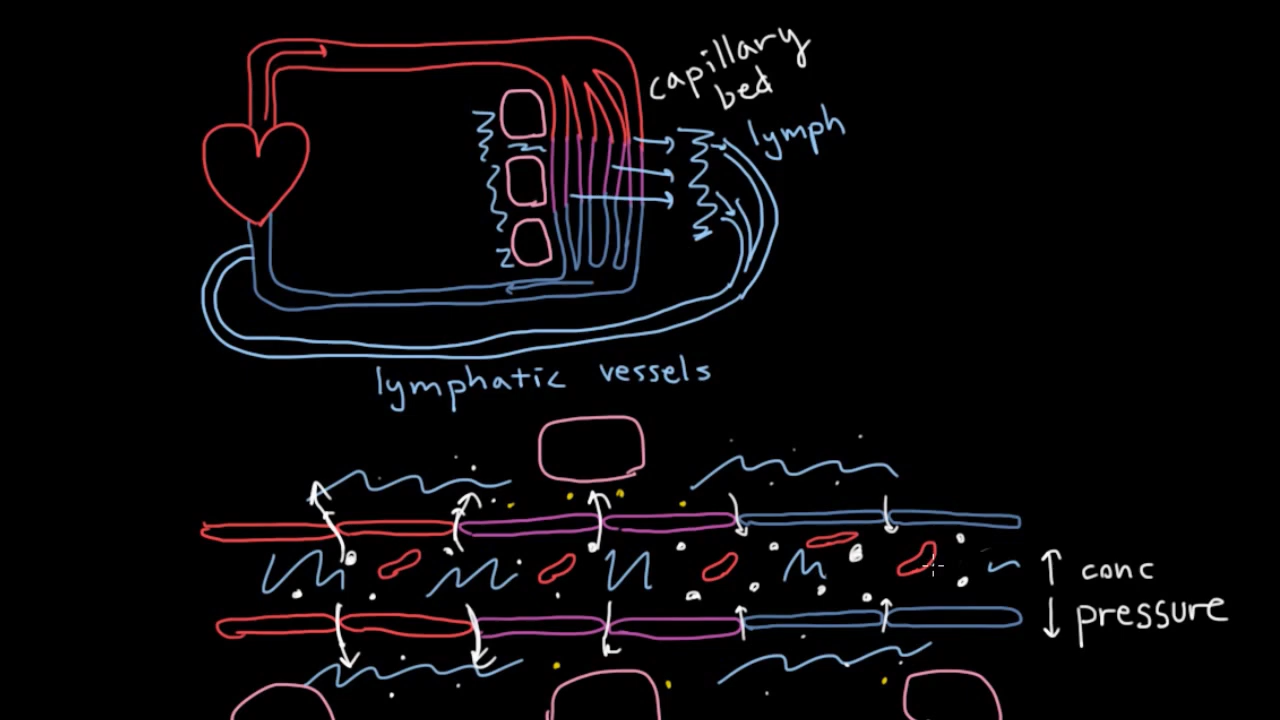 capillary
bed
lymph
lymphatic vessels
↑ conc
↓ pressure